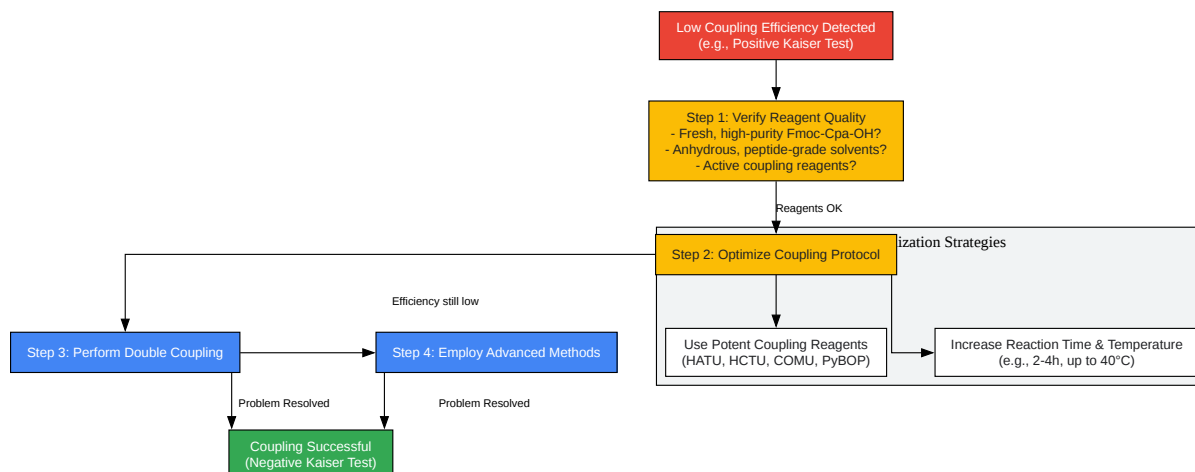 Low Coupling Efficiency Detected
(e.g., Positive Kaiser Test)
Step 1: Verify Reagent Quality
- Fresh, high-purity Fmoc-Cpa-OH?
- Anhydrous, peptide-grade solvents?
- Active coupling reagents?
Reagents OK
Step 2: Optimize Coupling Protocol
Strategies
Efficiency still low
Step 3: Perform Double Coupling
Step 4: Employ Advanced Methods
Use Potent Coupling Reagents
(HATU, HCTU, COMU, PyBOP)
Increase Reaction Time & Temperature
(e.g., 2-4h, up to 40°C)
Problem Resolved
Problem Resolved
Coupling Successful
(Negative Kaiser Test)